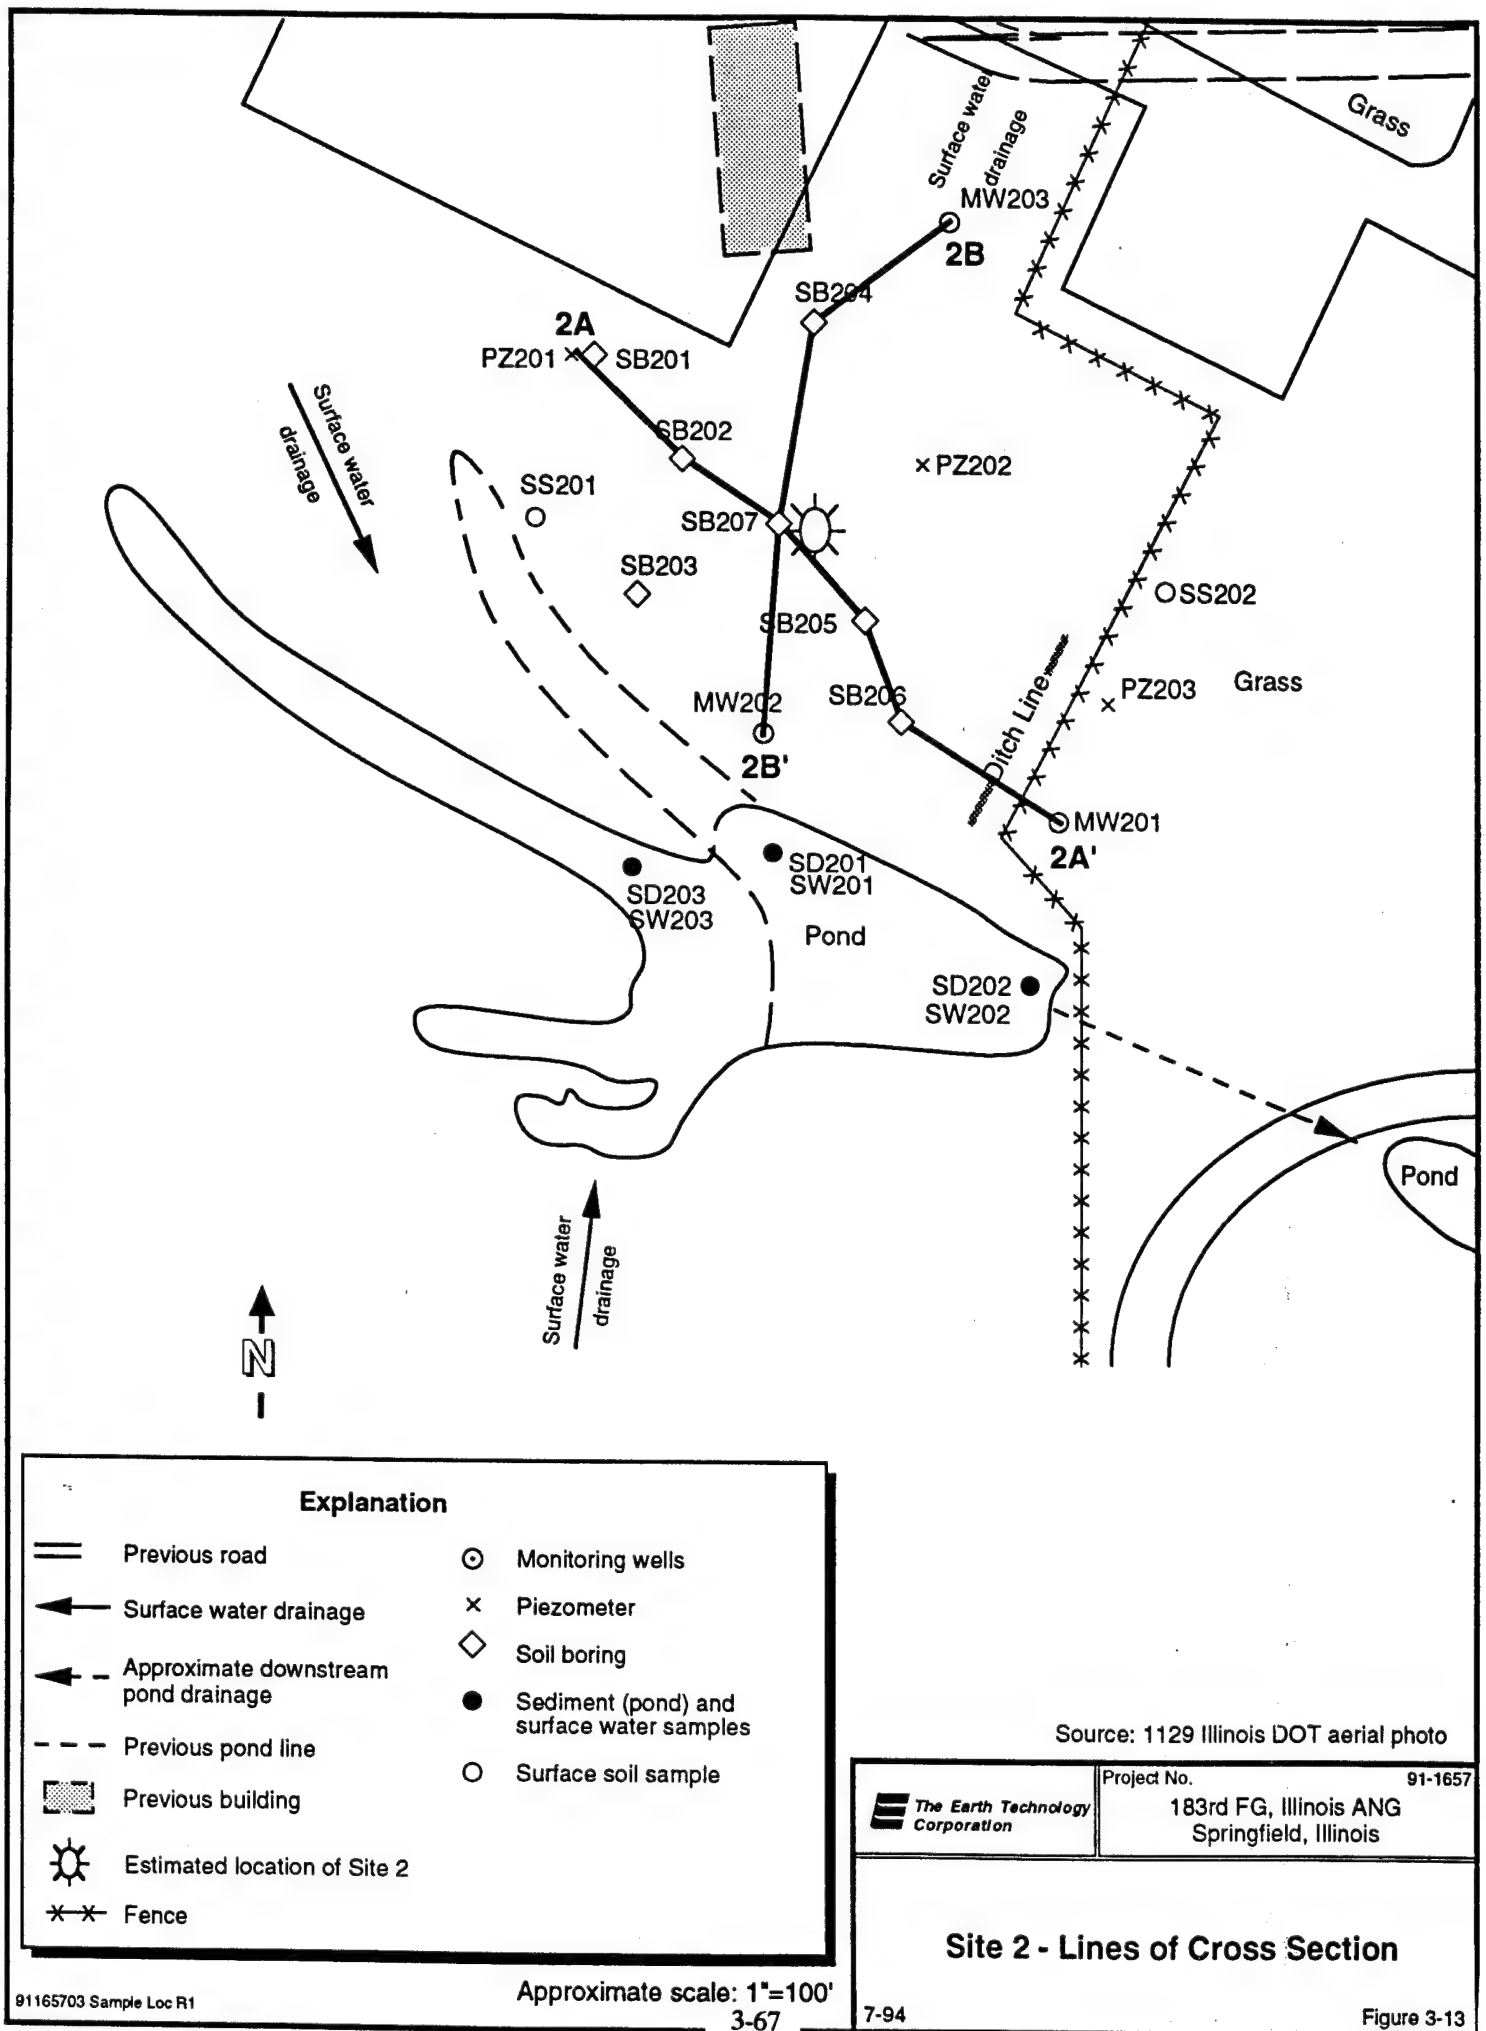 Grass
Surface water
drainage
MW203
2B
SB204
2A
PZ201
SB201
Surface water
drainage
SB202
PZ202
SS201
SB207
SB203
SS202
SB205
Grass
PZ203
SB206
MW202
Ditch Line
2B'
MW201
2A'
SD201
SW201
SD203
SW203
Pond
SD202
SW202
Pond
Surface water
drainage
N
Explanation
Previous road
Surface water drainage
Approximate downstream
pond drainage
Previous pond line
Previous building
Estimated location of Site 2
Fence
Monitoring wells
Piezometer
Soil boring
Sediment (pond) and
surface water samples
Surface soil sample
Source: 1129 Illinois DOT aerial photo
The Earth Technology
Corporation
Project No. 91-1657
183rd FG, Illinois ANG
Springfield, Illinois
Site 2 - Lines of Cross Section
91165703 Sample Loc R1
Approximate scale: 1"=100'
3-67
7-94
Figure 3-13